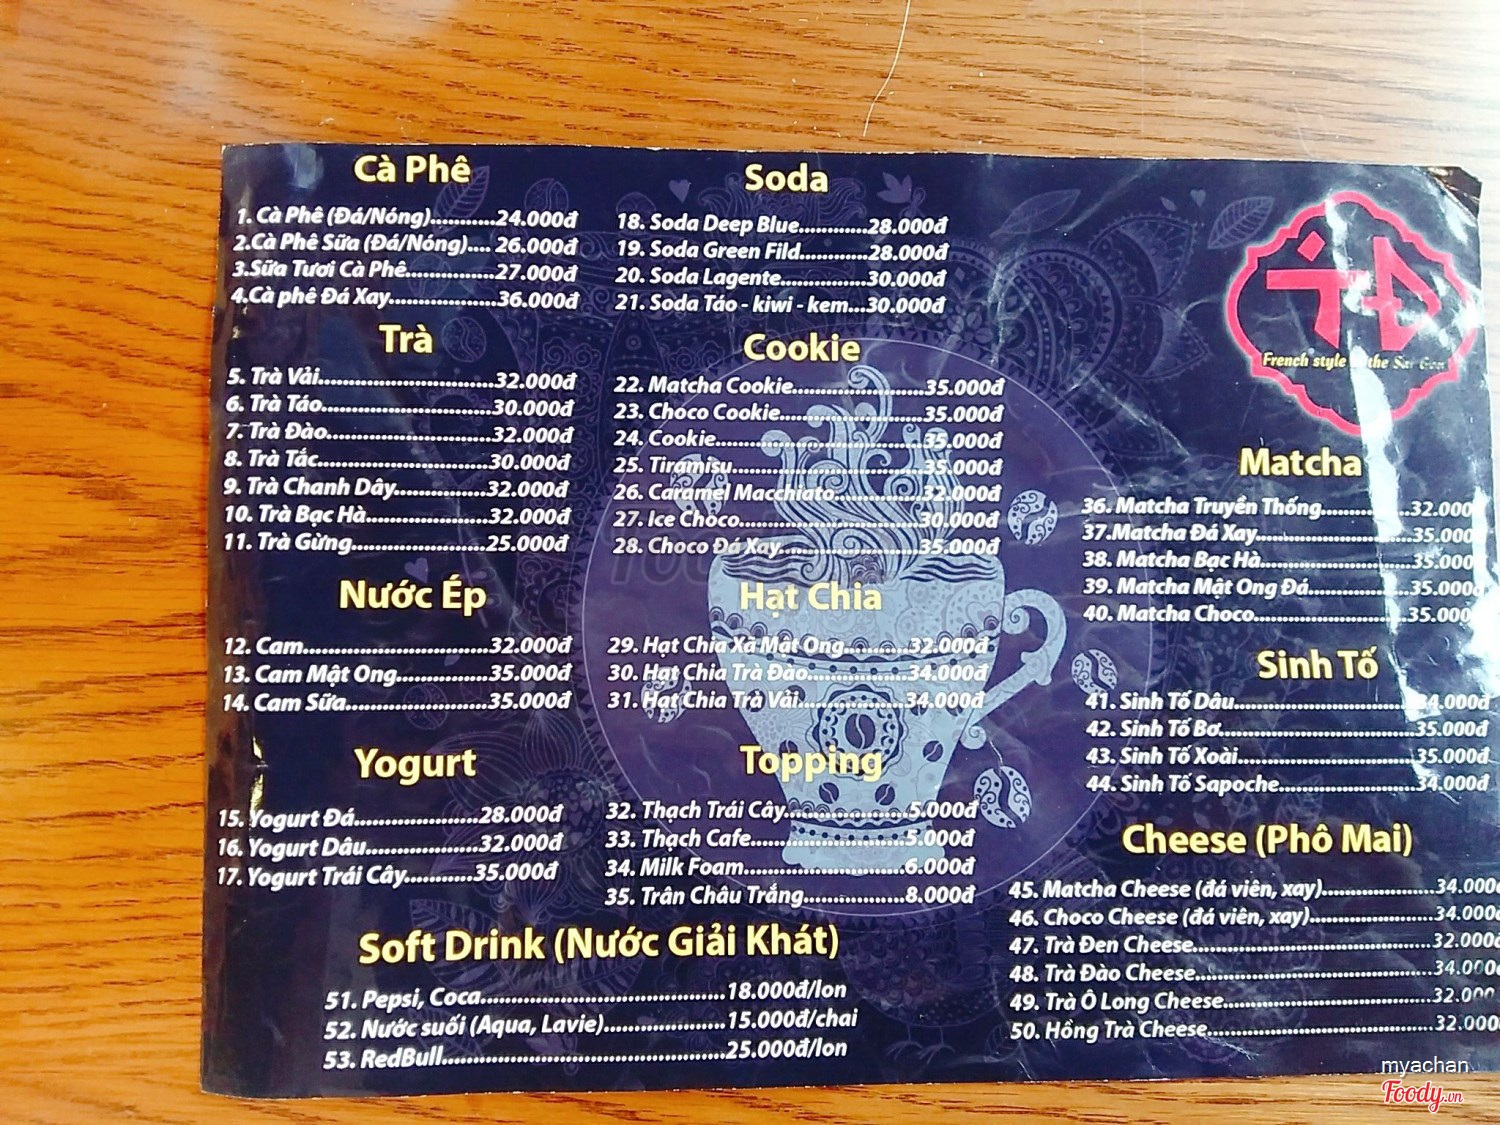 Cà Phê
1. Cà Phê (Đá/Nóng)...........24.000đ
2.Cà Phê Sữa (Đá/Nóng).... 26.000đ
3.Sữa Tươi Cà Phê...............27.000đ
4.Cà phê Đá Xay..................36.000đ
Trà
5. Trà Vải.............................32.000đ
6. Trà Táo............................30.000đ
7. Trà Đào...........................32.000đ
8. Trà Tắc............................30.000đ
9. Trà Chanh Dây...............32.000đ
10. Trà Bạc Hà....................32.000đ
11. Trà Gừng......................25.000đ
Nước Ép
12. Cam...............................32.000đ
13. Cam Mật Ong...............35.000đ
14. Cam Sữa.......................35.000đ
Yogurt
15. Yogurt Đá.....................28.000đ
16. Yogurt Dâu...................32.000đ
17. Yogurt Trái Cây............35.000đ
Soda
18. Soda Deep Blue............28.000đ
19. Soda Green Fild...........28.000đ
20. Soda Lagente..............30.000đ
21. Soda Táo - kiwi - kem...30.000đ
Cookie
22. Matcha Cookie......................35.000đ
23. Choco Cookie........................35.000đ
24. Cookie...................................35.000đ
25. Tiramisu................................35.000đ
26. Caramel Macchiato...............32.000đ
27. Ice Choco..............................30.000đ
28. Choco Đá Xay.......................35.000đ
Hạt Chia
29. Hạt Chia Xã Mật Ong...........32.000đ
30. Hạt Chia Trà Đào.................34.000đ
31. Hạt Chia Trà Vải..................34.000đ
Topping
32. Thạch Trái Cây....................5.000đ
33. Thạch Cafe.........................5.000đ
34. Milk Foam..........................6.000đ
35. Trân Châu Trắng.................8.000đ
Soft Drink (Nước Giải Khát)
51. Pepsi, Coca........................................18.000đ/lon
52. Nước suối (Aqua, Lavie)....................15.000đ/chai
53. RedBull...............................................25.000đ/lon
French style the Sai Gon
Matcha
36. Matcha Truyền Thống...............32.000
37.Matcha Đá Xay..........................35.000
38. Matcha Bạc Hà.........................35.000
39. Matcha Mật Ong Đá.................35.000
40. Matcha Choco..........................35.000
Sinh Tố
41. Sinh Tố Dâu..............................34.000đ
42. Sinh Tố Bơ................................35.000đ
43. Sinh Tố Xoài.............................35.000đ
44. Sinh Tố Sapoche......................34.000đ
Cheese (Phô Mai)
45. Matcha Cheese (đá viên, xay)...................34.000
46. Choco Cheese (đá viên, xay).....................34.000
47. Trà Đen Cheese........................................32.000
48. Trà Đào Cheese........................................34.000
49. Trà Ô Long Cheese...................................32.000
50. Hồng Trà Cheese......................................32.000
myachan
Foody.vn